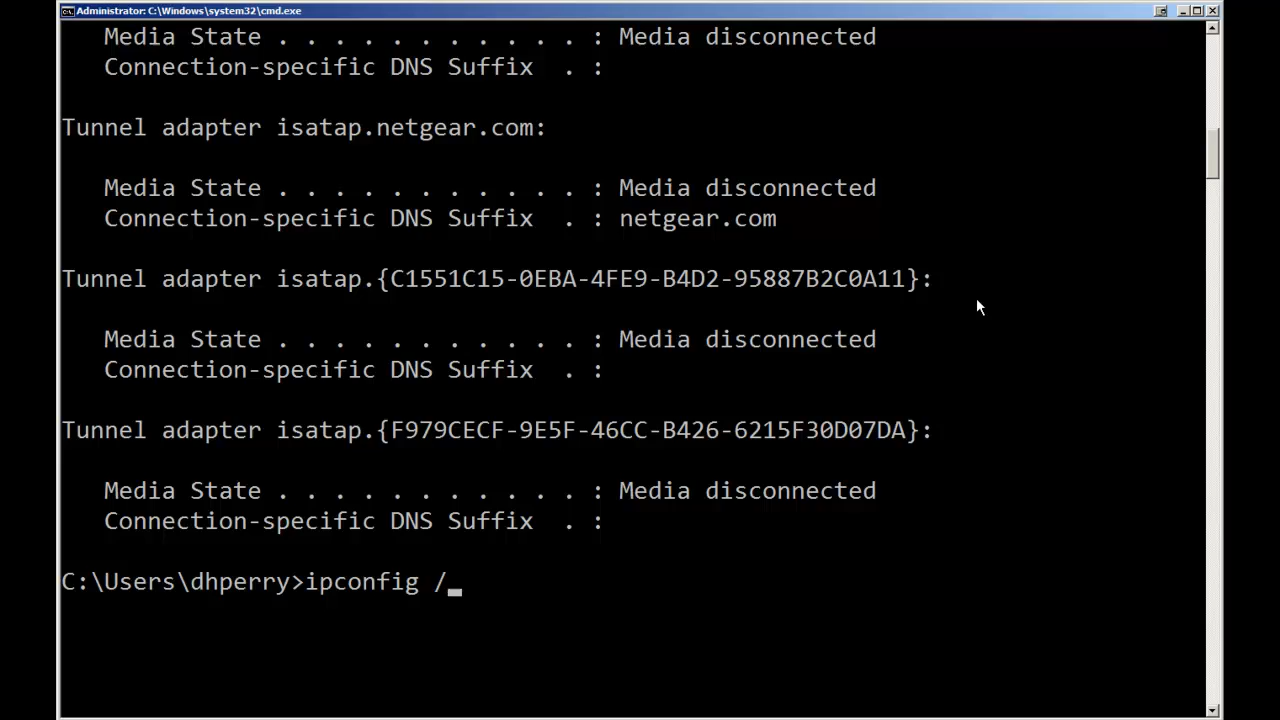 Administrator: C:\Windows\system32\cmd.exe
Media State . . . . . . . . . . . : Media disconnected
Connection-specific DNS Suffix  . :
Tunnel adapter isatap.netgear.com:
Media State . . . . . . . . . . . : Media disconnected
Connection-specific DNS Suffix  . : netgear.com
Tunnel adapter isatap.{C1551C15-0EBA-4FE9-B4D2-95887B2C0A11}:
Media State . . . . . . . . . . . : Media disconnected
Connection-specific DNS Suffix  . :
Tunnel adapter isatap.{F979CECF-9E5F-46CC-B426-6215F30D07DA}:
Media State . . . . . . . . . . . : Media disconnected
Connection-specific DNS Suffix  . :
C:\Users\dhperry>ipconfig /_